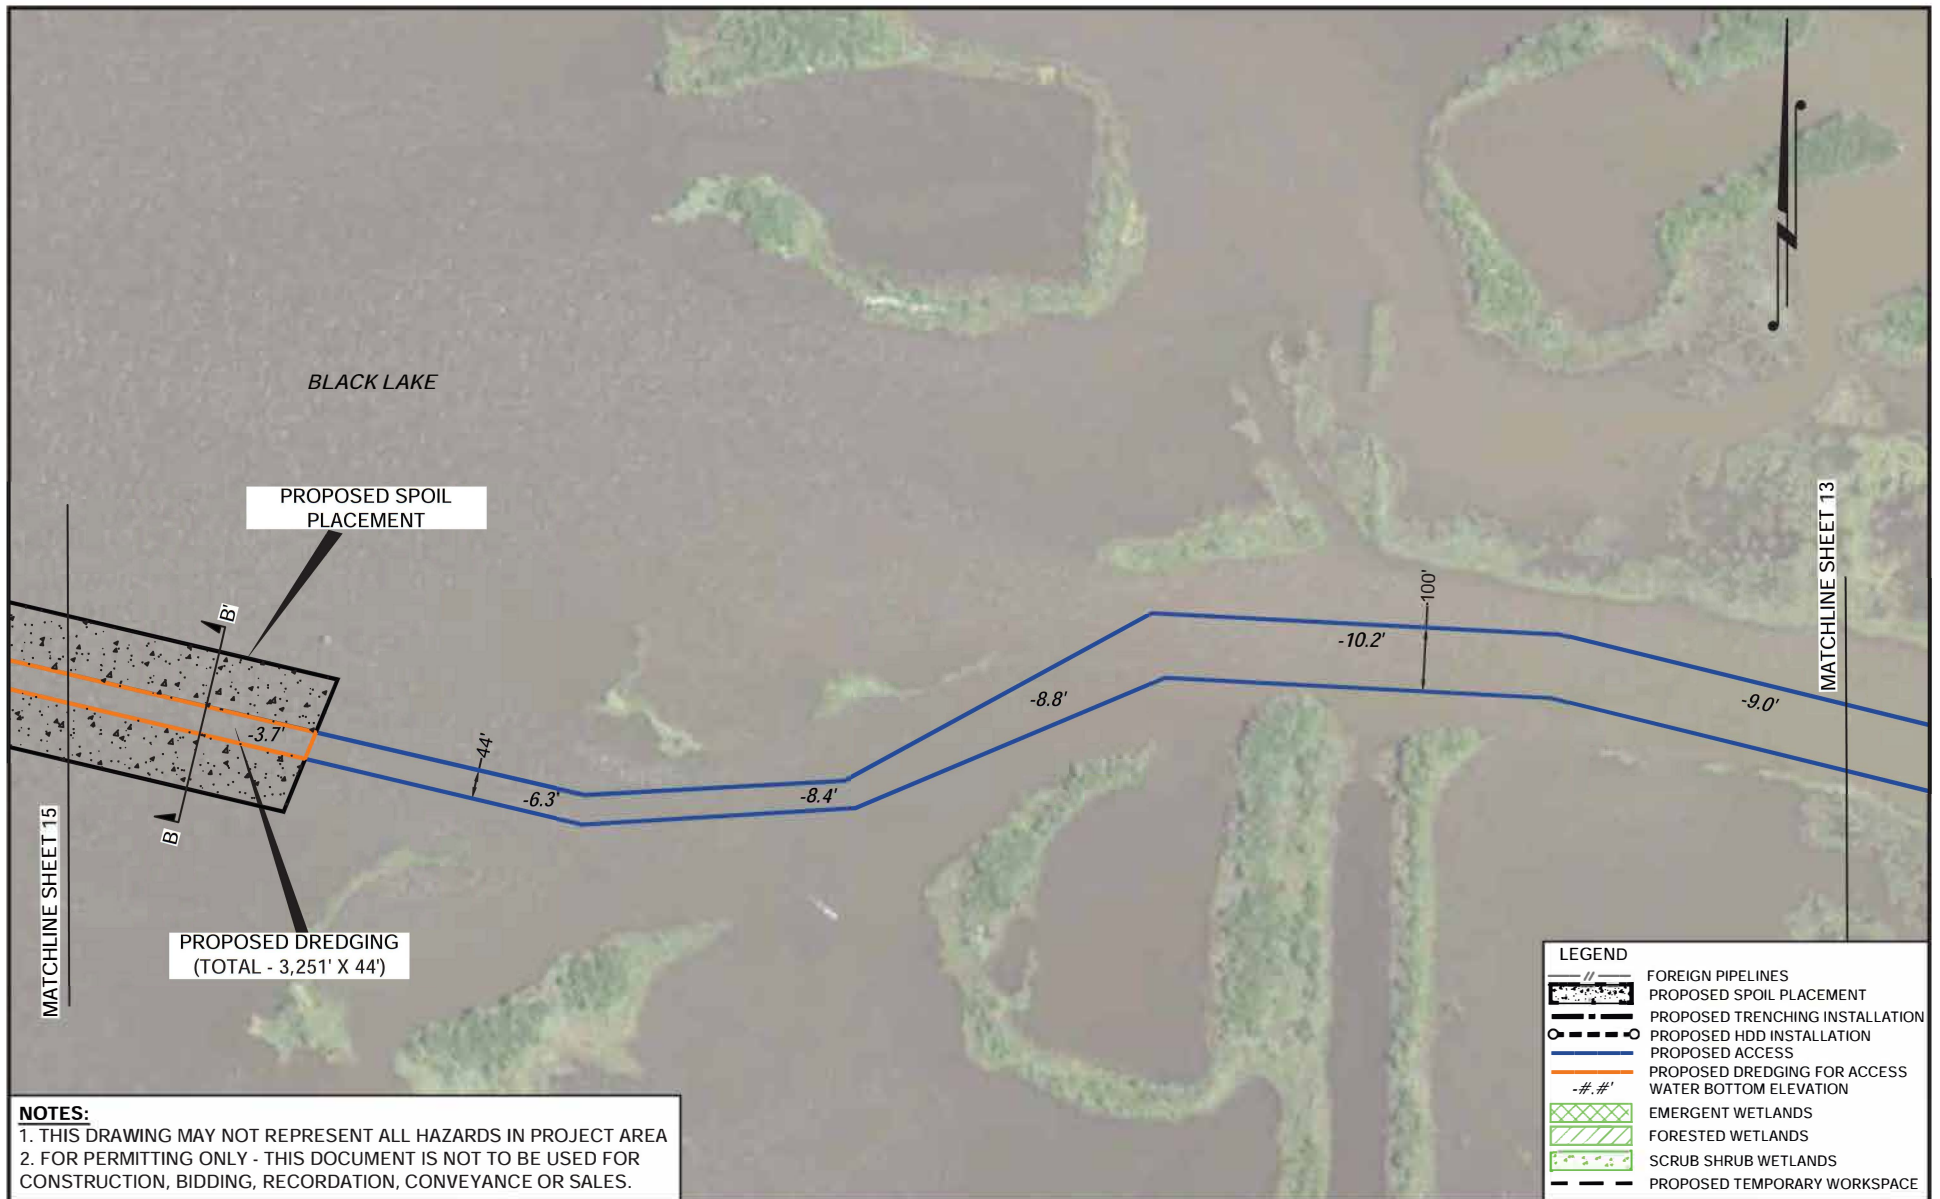 BLACK LAKE
PROPOSED SPOIL
PLACEMENT
MATCHLINE SHEET 13
100'
-10.2'
-8.8'
-9.0'
B'
-3.7'
44'
-6.3'
-8.4'
B
MATCHLINE SHEET 15
PROPOSED DREDGING
(TOTAL - 3,251' X 44')
LEGEND
FOREIGN PIPELINES
PROPOSED SPOIL PLACEMENT
PROPOSED TRENCHING INSTALLATION
PROPOSED HDD INSTALLATION
PROPOSED ACCESS
PROPOSED DREDGING FOR ACCESS
-#.#' WATER BOTTOM ELEVATION
EMERGENT WETLANDS
FORESTED WETLANDS
SCRUB SHRUB WETLANDS
PROPOSED TEMPORARY WORKSPACE
NOTES:
1. THIS DRAWING MAY NOT REPRESENT ALL HAZARDS IN PROJECT AREA
2. FOR PERMITTING ONLY - THIS DOCUMENT IS NOT TO BE USED FOR
CONSTRUCTION, BIDDING, RECORDATION, CONVEYANCE OR SALES.